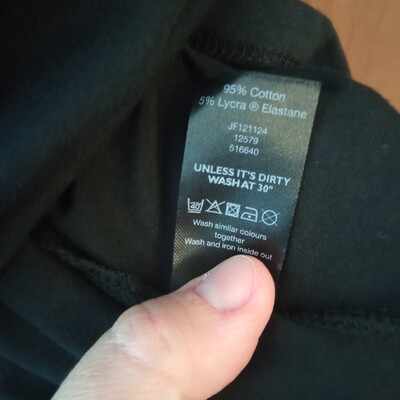 95% Cotton
5% Lycra ® Elastane
JF121124
12579
516640
UNLESS IT'S DIRTY
WASH AT 30°
40
Wash similar colours
together
Wash and iron inside out